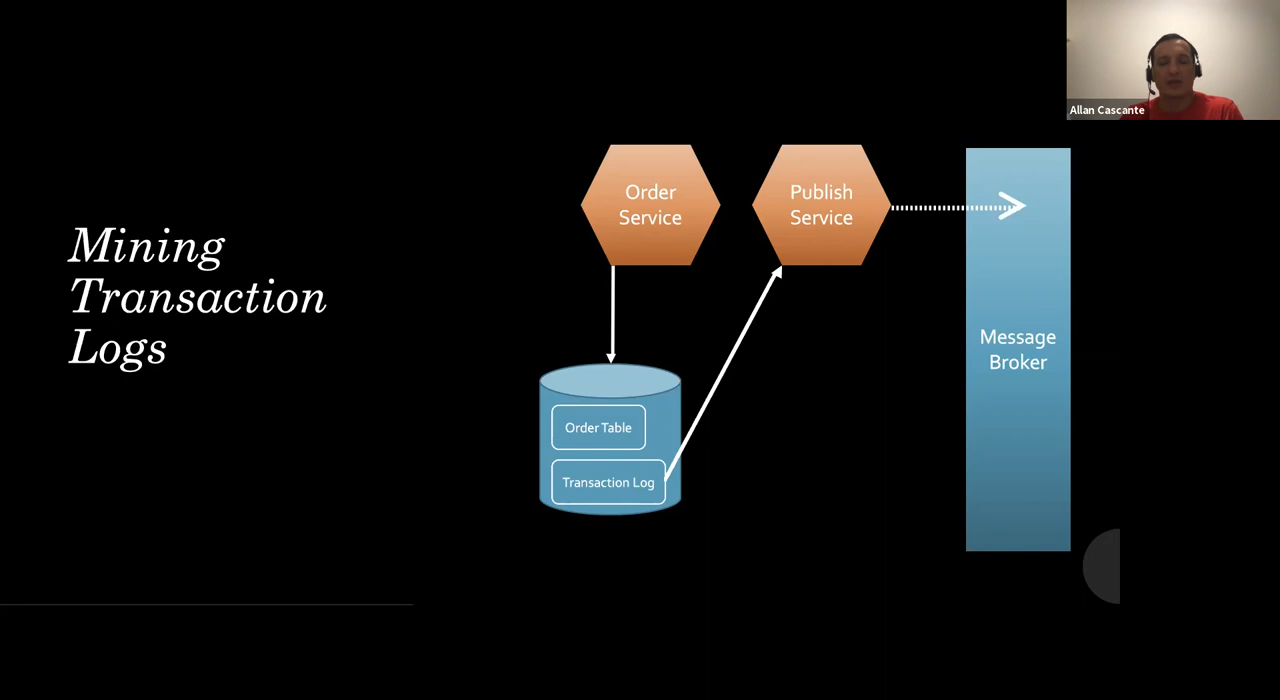 Allan Cascante
Mining
Transaction
Logs
Order
Service
Publish
Service
Message
Broker
Order Table
Transaction Log